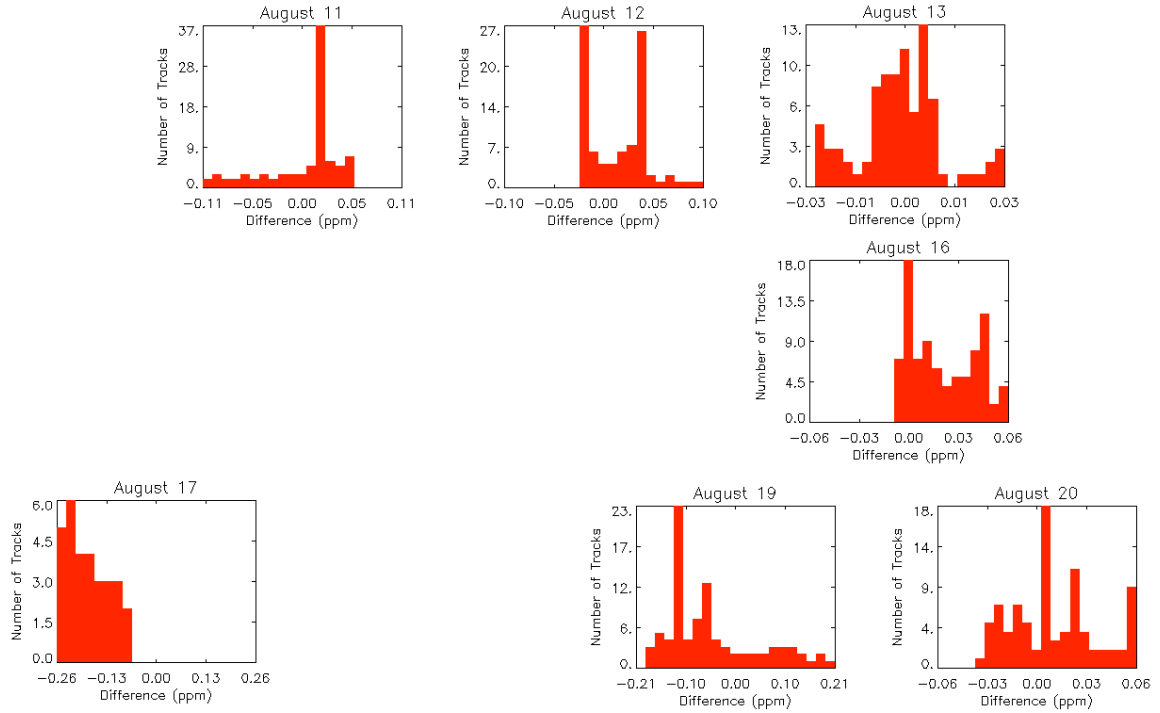 August 11
Number of Tracks
37.
28.
18.
9.
0.
-0.11 -0.05 0.00 0.05 0.11
Difference (ppm)
August 12
Number of Tracks
27.
20.
14.
7.
0.
-0.10 -0.05 0.00 0.05 0.10
Difference (ppm)
August 13
Number of Tracks
13.
10.
6.
3.
0.
-0.03 -0.01 0.00 0.01 0.03
Difference (ppm)
August 16
Number of Tracks
18.0
13.5
9.0
4.5
0.0
-0.06 -0.03 0.00 0.03 0.06
Difference (ppm)
August 17
Number of Tracks
6.0
4.5
3.0
1.5
0.0
-0.26 -0.13 0.00 0.13 0.26
Difference (ppm)
August 19
Number of Tracks
23.
17.
12.
6.
0.
-0.21 -0.10 0.00 0.10 0.21
Difference (ppm)
August 20
Number of Tracks
18.
14.
9.
4.
0.
-0.06 -0.03 0.00 0.03 0.06
Difference (ppm)